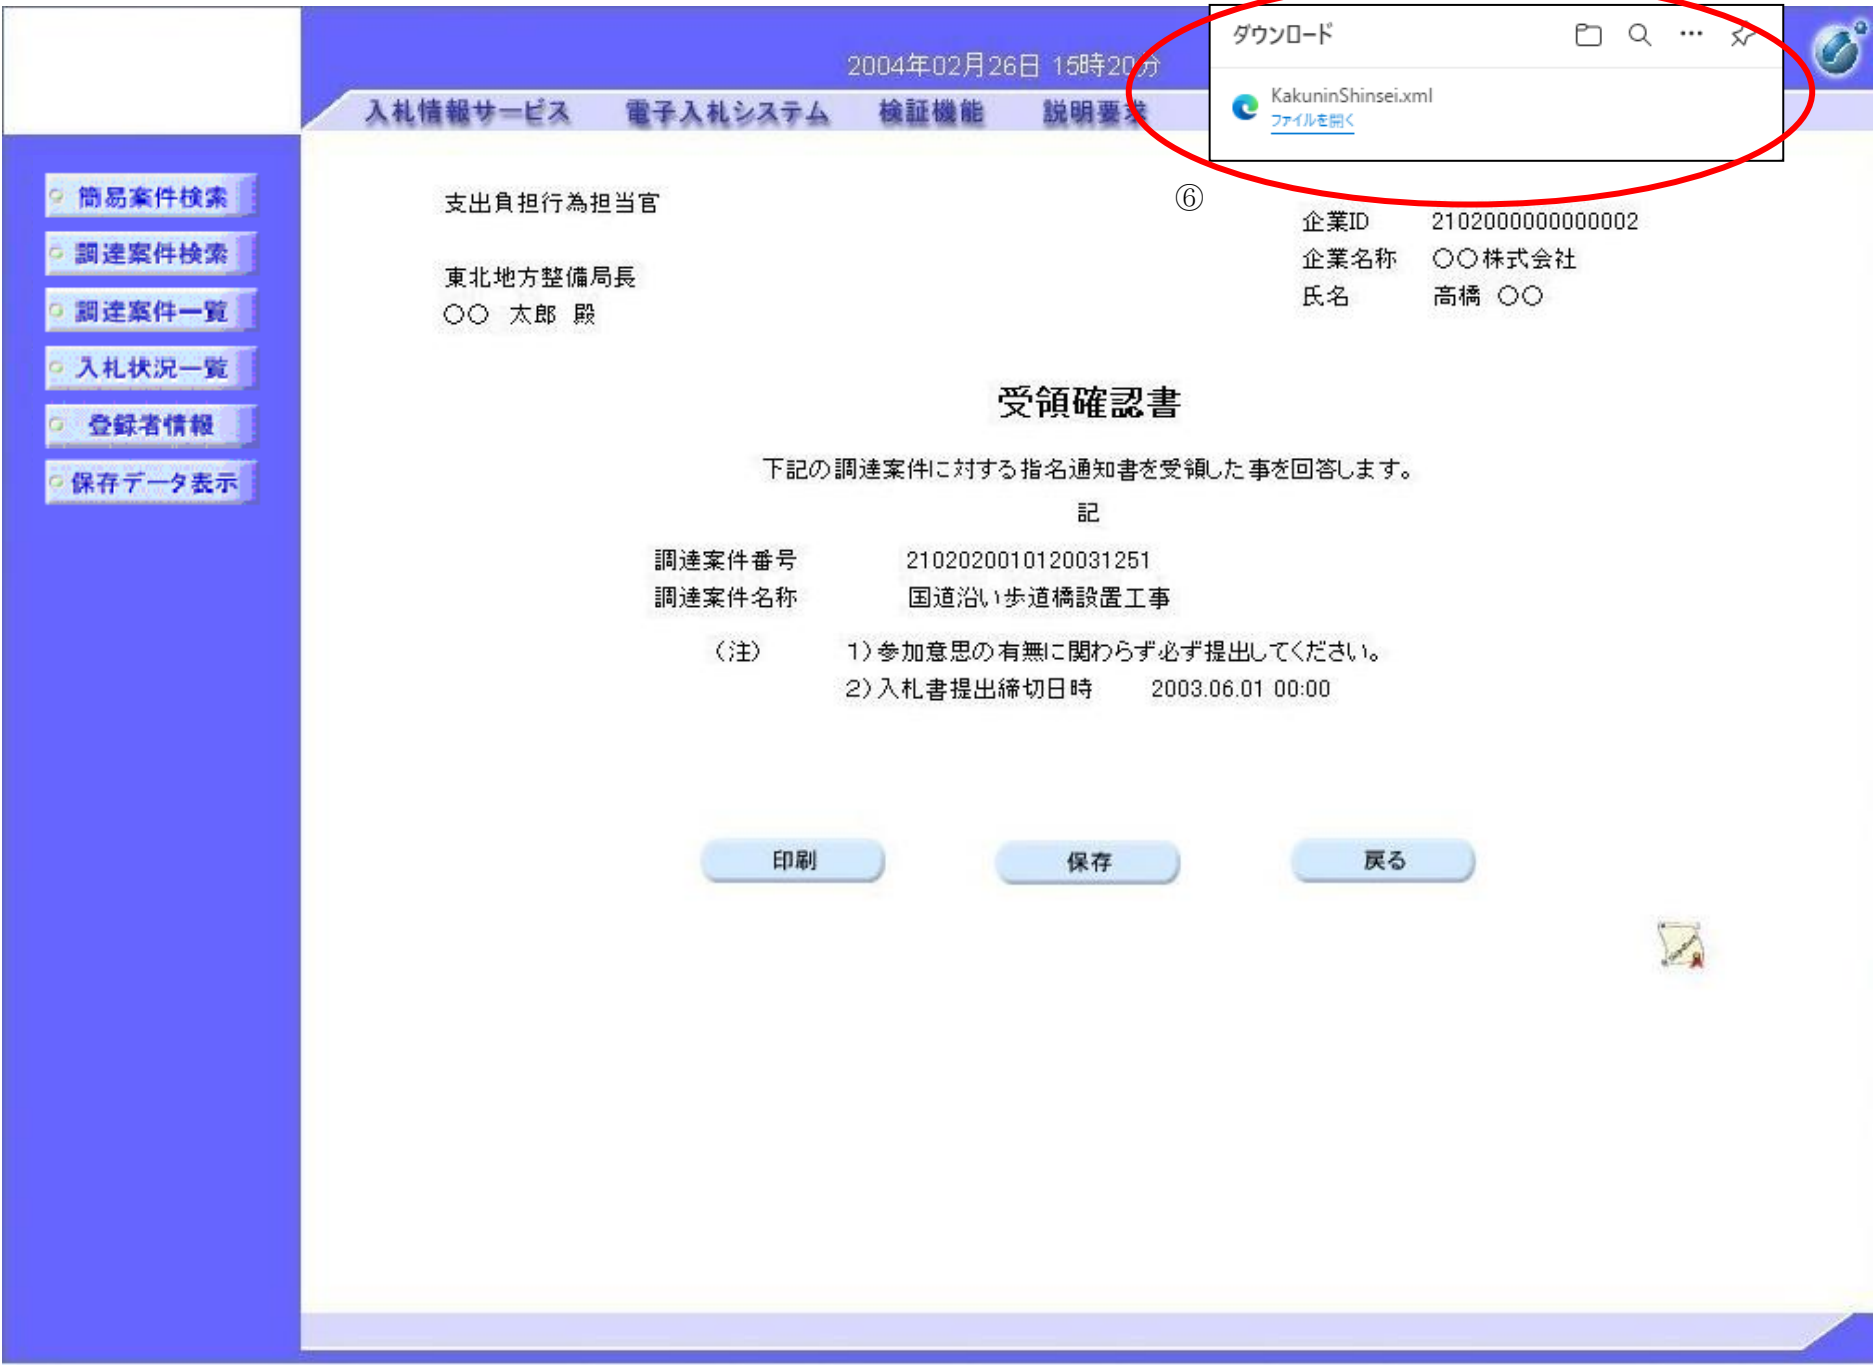 2004年02月26日 15時20分
ダウンロード
KakuninShinsei.xml
ファイルを開く
入札情報サービス 電子入札システム 検証機能 説明要求
簡易案件検索
調達案件検索
調達案件一覧
入札状況一覧
登録者情報
保存データ表示
⑥
支出負担行為担当官
東北地方整備局長
〇〇 太郎 殿
企業ID 2102000000000002
企業名称 〇〇株式会社
氏名 高橋 〇〇
受領確認書
下記の調達案件に対する指名通知書を受領した事を回答します。
記
調達案件番号 2102020010120031251
調達案件名称 国道沿い歩道橋設置工事
（注） 1)参加意思の有無に関わらず必ず提出してください。
2)入札書提出締切日時 2003.06.01 00:00
印刷 保存 戻る